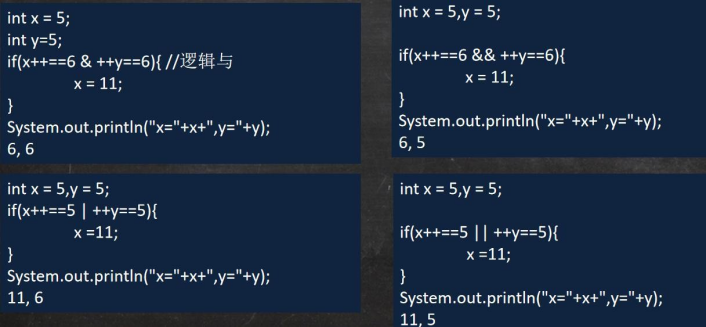 int x = 5;
int y=5;
if(x++==6 & ++y==6){ //逻辑与
x = 11;
}
System.out.println("x="+x+",y="+y);
6, 6
int x = 5,y = 5;
if(x++==6 && ++y==6){
x = 11;
}
System.out.println("x="+x+",y="+y);
6, 5
int x = 5,y = 5;
if(x++==5 | ++y==5){
x =11;
}
System.out.println("x="+x+",y="+y);
11, 6
int x = 5,y = 5;
if(x++==5 || ++y==5){
x =11;
}
System.out.println("x="+x+",y="+y);
11, 5